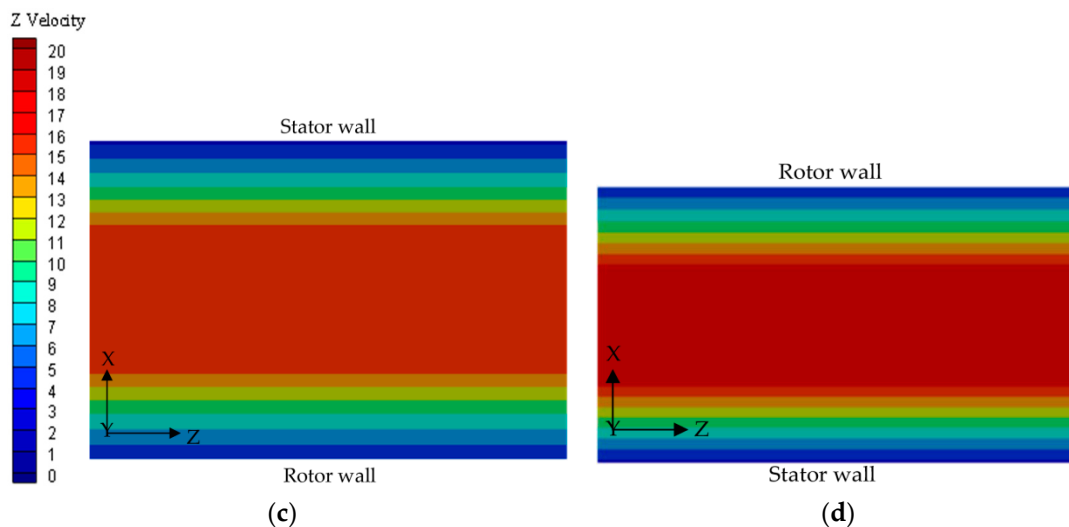 Z Velocity
20
19
18
17
16
15
14
13
12
11
10
9
8
7
6
5
4
3
2
1
0
Stator wall
X
Y
Z
Rotor wall
(c)
Rotor wall
X
Y
Z
Stator wall
(d)